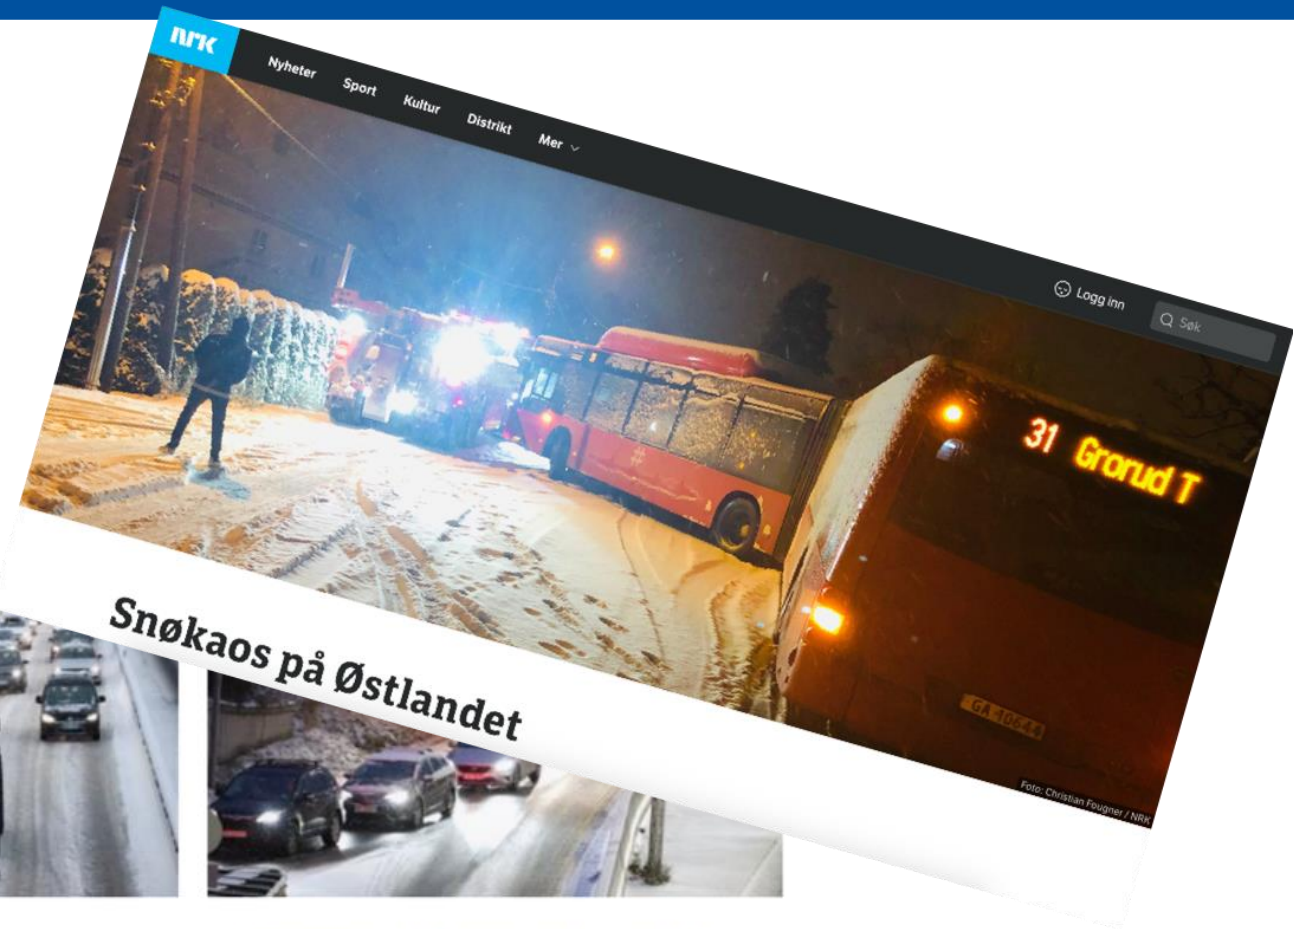 nrk
Nyheter Sport Kultur Distrikt Mer
Logg inn
Søk
31 Grorud T
GA 10644
Foto: Christian Fougner / NRK
Snøkaos på Østlandet